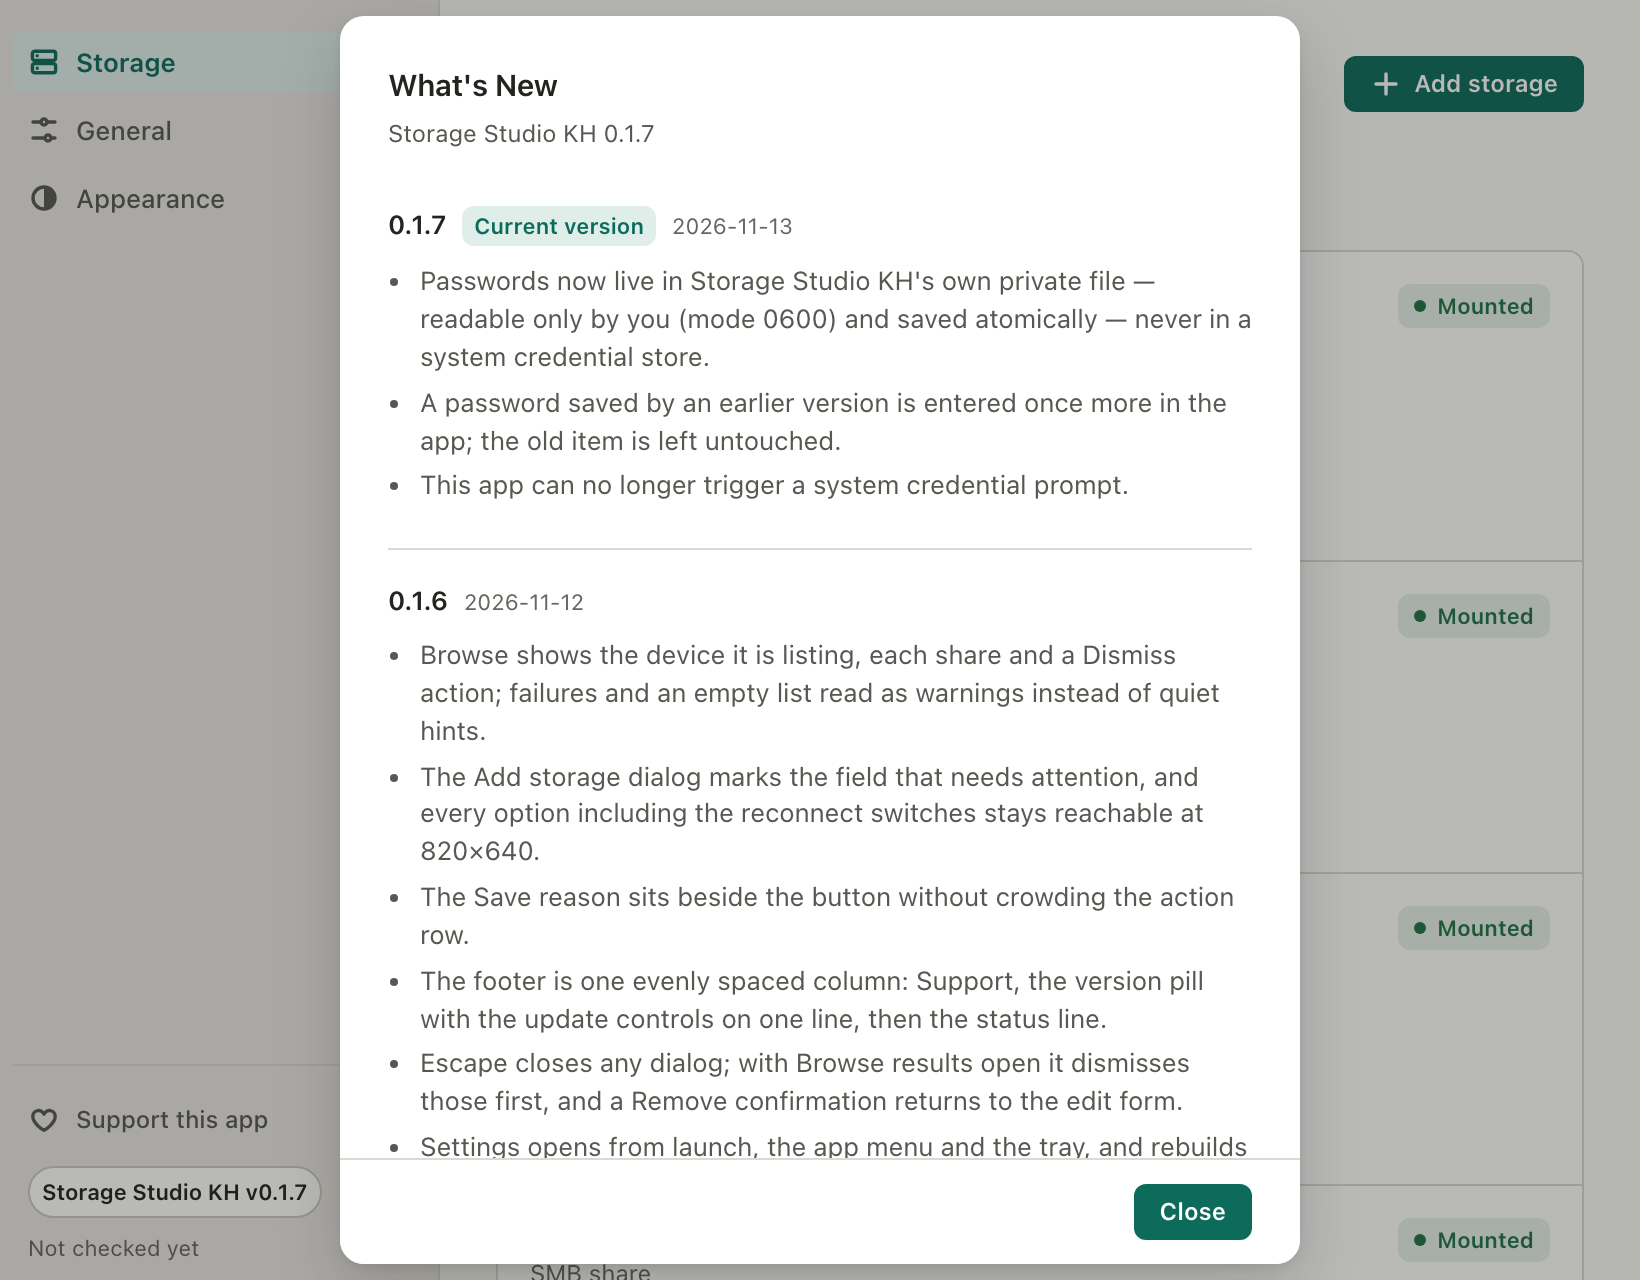 Storage
General
Appearance
Support this app
Storage Studio KH v0.1.7
Not checked yet
What's New
Storage Studio KH 0.1.7
0.1.7 Current version 2026-11-13
• Passwords now live in Storage Studio KH's own private file —
readable only by you (mode 0600) and saved atomically — never in a
system credential store.
• A password saved by an earlier version is entered once more in the
app; the old item is left untouched.
• This app can no longer trigger a system credential prompt.
0.1.6 2026-11-12
• Browse shows the device it is listing, each share and a Dismiss
action; failures and an empty list read as warnings instead of quiet
hints.
• The Add storage dialog marks the field that needs attention, and
every option including the reconnect switches stays reachable at
820×640.
• The Save reason sits beside the button without crowding the action
row.
• The footer is one evenly spaced column: Support, the version pill
with the update controls on one line, then the status line.
• Escape closes any dialog; with Browse results open it dismisses
those first, and a Remove confirmation returns to the edit form.
• Settings opens from launch, the app menu and the tray, and rebuilds
Close
Add storage
Mounted
Mounted
Mounted
Mounted
SMB share